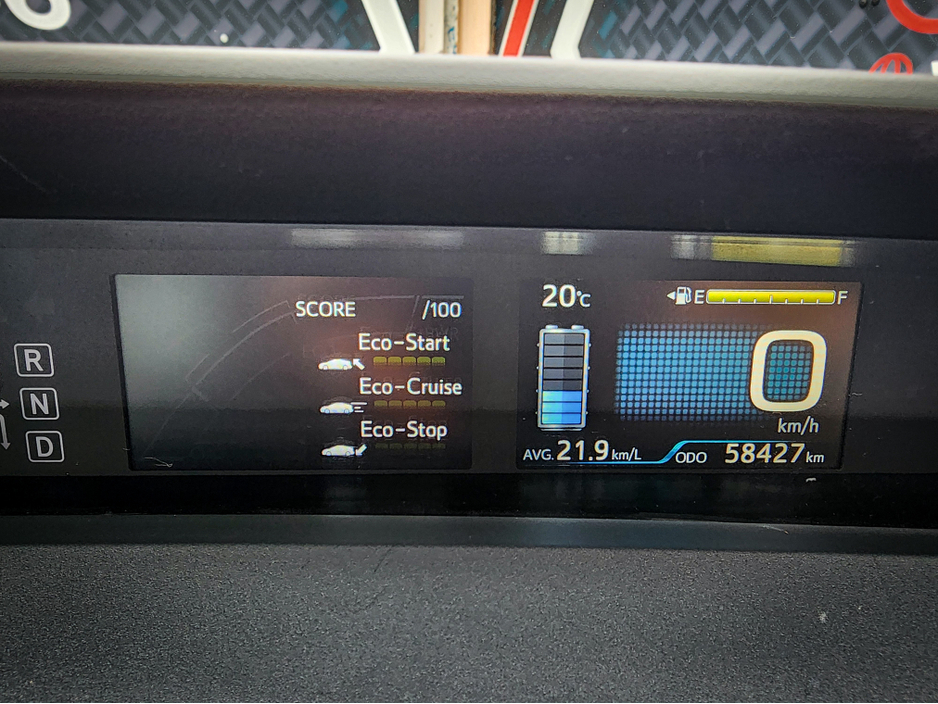 SCORE /100
Eco-Start
Eco-Cruise
Eco-Stop
20°C
E F
0
km/h
AVG. 21.9 km/L
ODO 58427 km
R
N
D